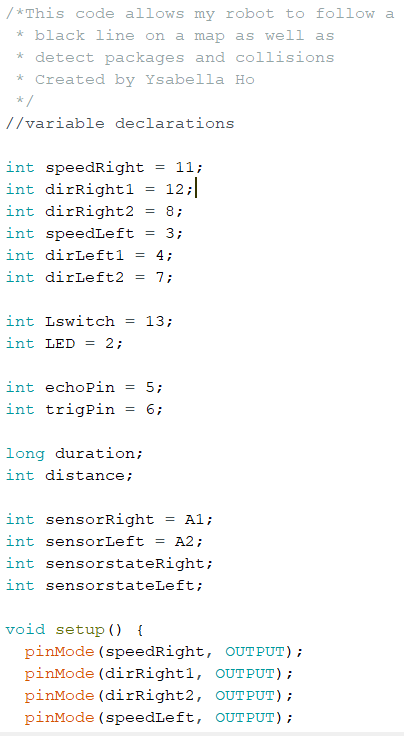 /*This code allows my robot to follow a
 * black line on a map as well as
 * detect packages and collisions
 * Created by Ysabella Ho
 */
//variable declarations

int speedRight = 11;
int dirRight1 = 12;
int dirRight2 = 8;
int speedLeft = 3;
int dirLeft1 = 4;
int dirLeft2 = 7;

int Lswitch = 13;
int LED = 2;

int echoPin = 5;
int trigPin = 6;

long duration;
int distance;

int sensorRight = A1;
int sensorLeft = A2;
int sensorstateRight;
int sensorstateLeft;

void setup() {
  pinMode(speedRight, OUTPUT);
  pinMode(dirRight1, OUTPUT);
  pinMode(dirRight2, OUTPUT);
  pinMode(speedLeft, OUTPUT);